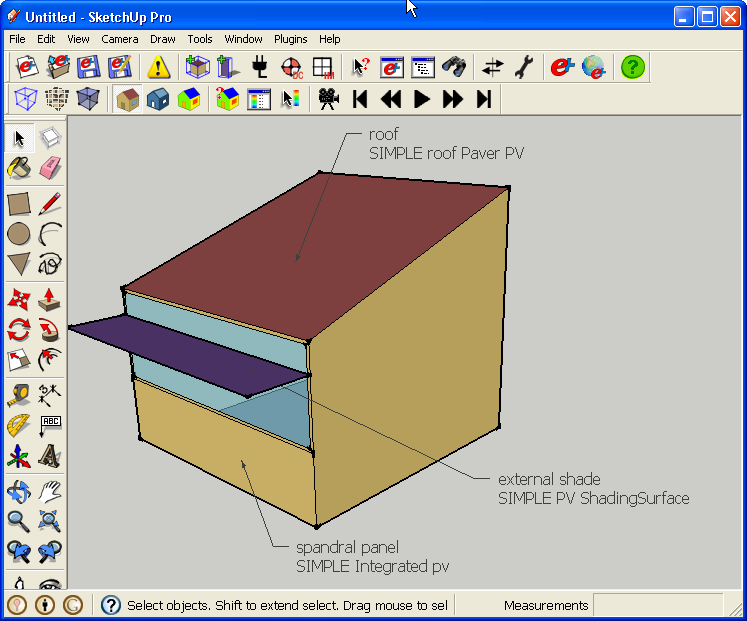 Untitled - SketchUp Pro
File Edit View Camera Draw Tools Window Plugins Help
roof
SIMPLE roof Paver PV
external shade
SIMPLE PV ShadingSurface
spandral panel
SIMPLE Integrated pv
ABC
Select objects. Shift to extend select. Drag mouse to sel
Measurements